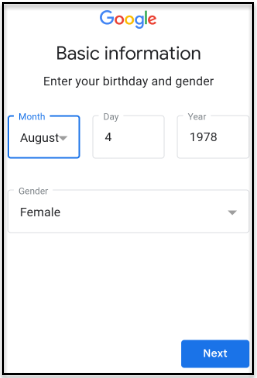 Google
Basic information
Enter your birthday and gender
Month Day Year
August 4 1978
Gender
Female
Next